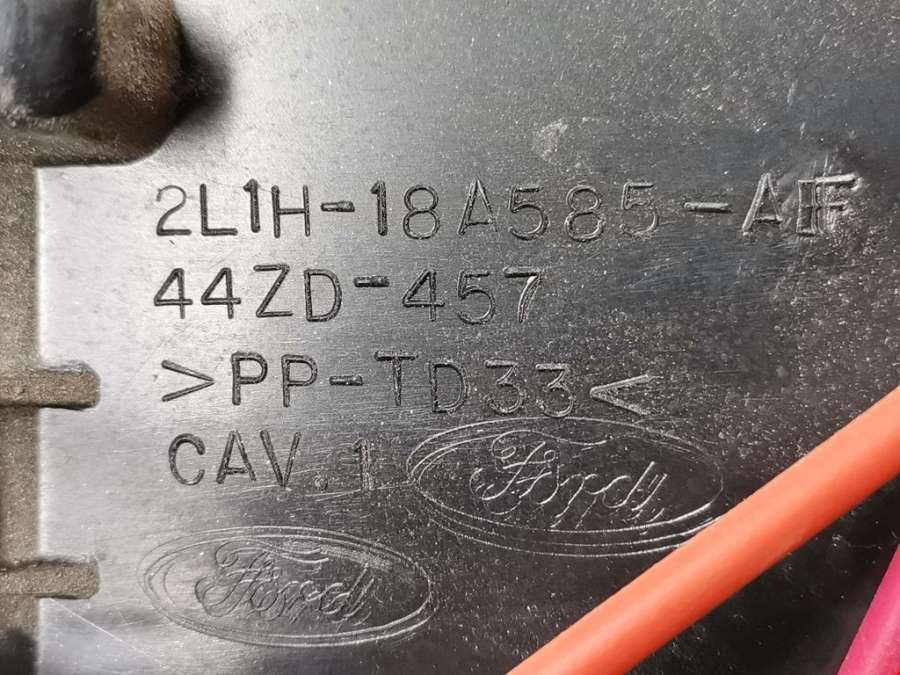 2L1H-18A585-AF
44ZD-457
>PP-TD33<
CAV.1
Ford
Ford